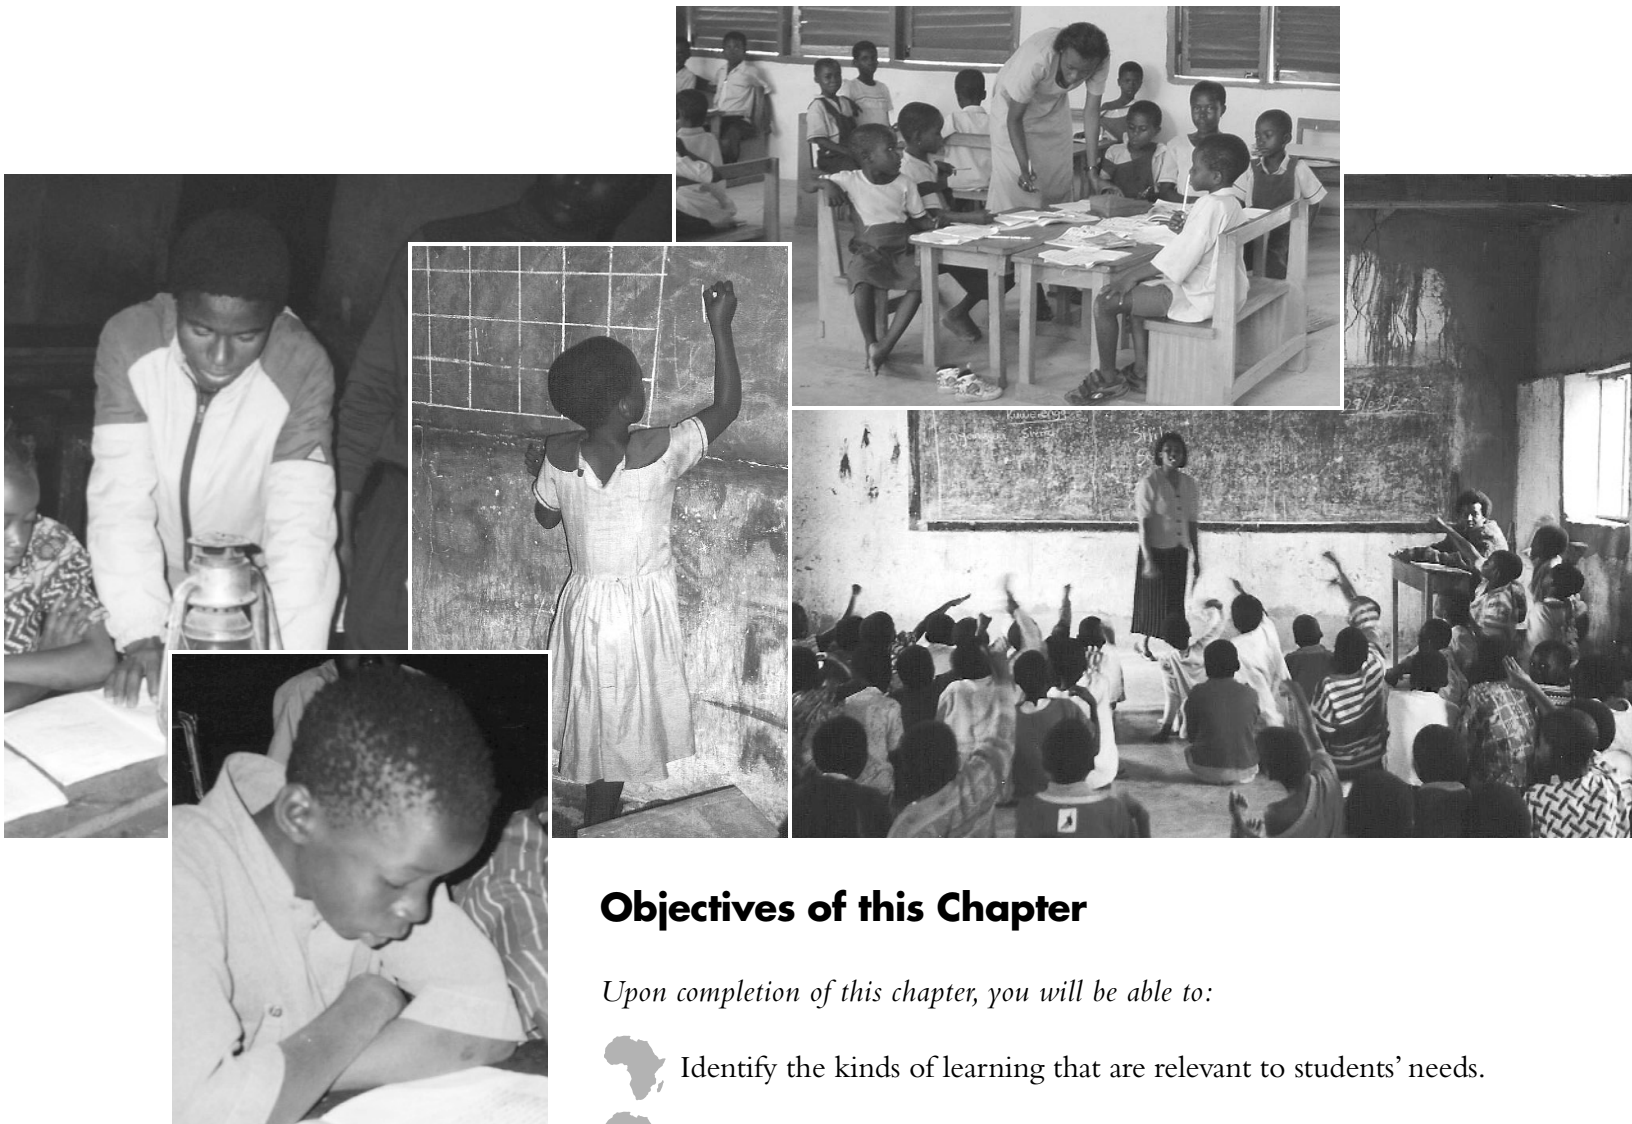 Objectives of this Chapter
Upon completion of this chapter, you will be able to:
Identify the kinds of learning that are relevant to students’ needs.